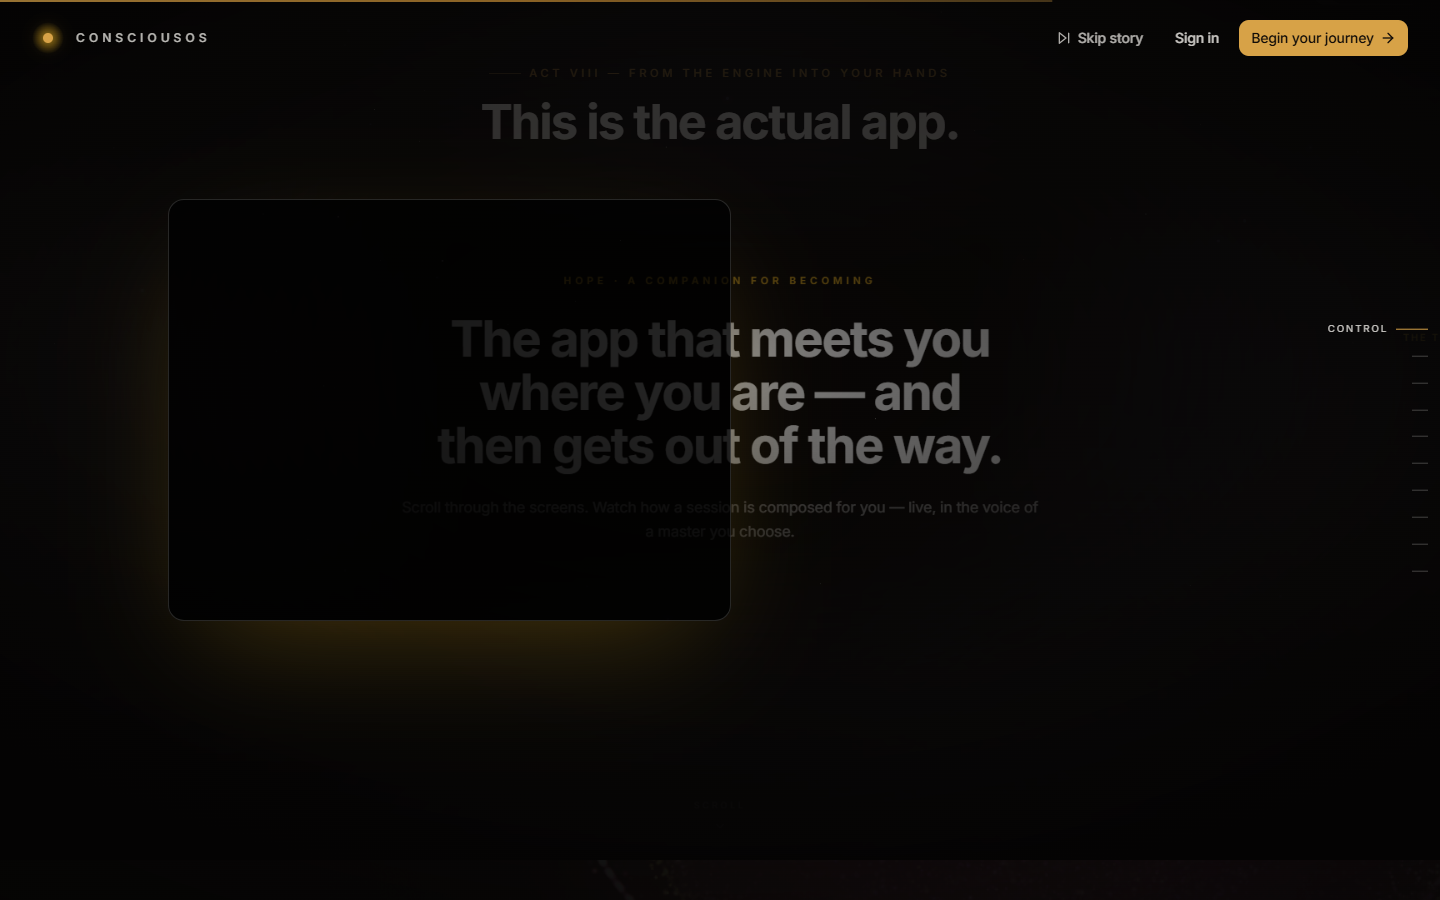 CONSCIOUSOS
Skip story
Sign in
Begin your journey
ACT VIII — FROM THE ENGINE INTO YOUR HANDS
This is the actual app.
HOPE · A COMPANION FOR BECOMING
The app that meets you
where you are — and
then gets out of the way.
CONTROL
THE
Scroll through the screens. Watch how a session is composed for you — live, in the voice of
a master you choose.